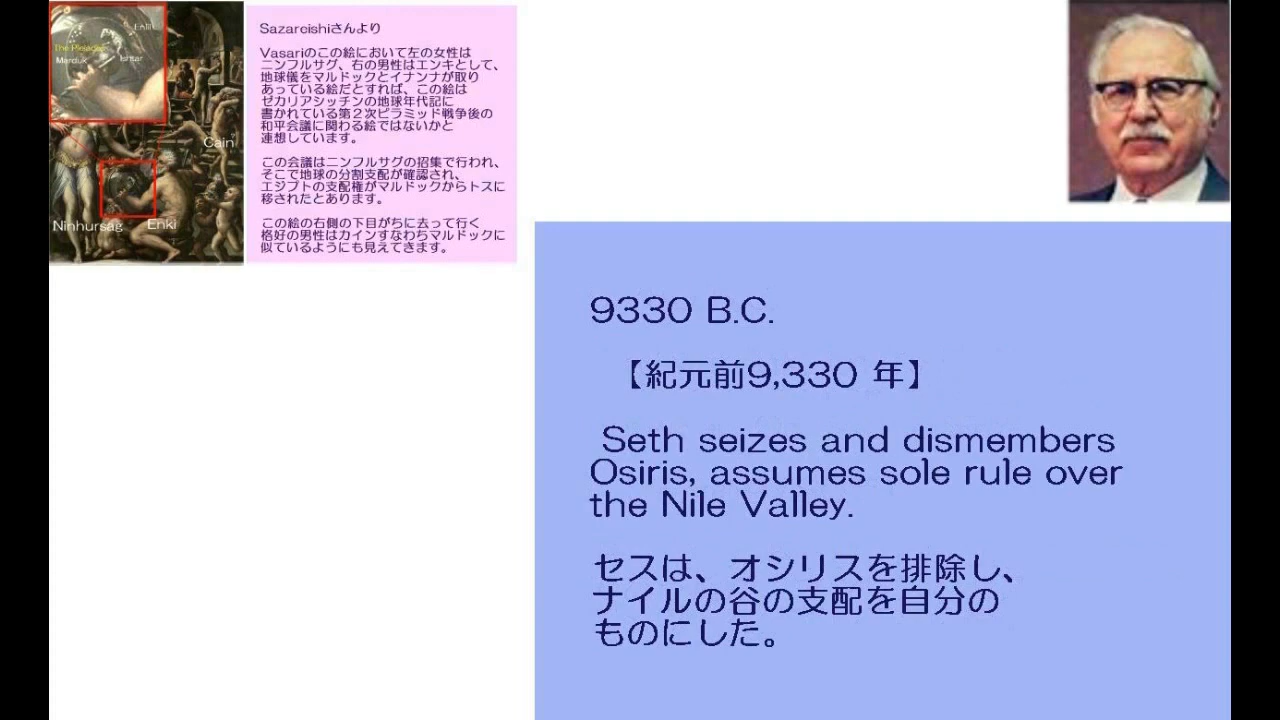 EARTH
The Pleiades
Marduk
Ishtar
Cain?
Ninhursag
Enki
Sazareishiさんより
Vasariのこの絵において左の女性は
ニンフルサグ、右の男性はエンキとして、
地球儀をマルドックとイナンナが取り
あっている絵だとすれば、この絵は
ゼカリアシッチンの地球年代記に
書かれている第2次ピラミッド戦争後の
和平会議に関わる絵ではないかと
連想しています。
この会議はニンフルサグの招集で行われ、
そこで地球の分割支配が確認され、
エジプトの支配権がマルドックからトスに
移されたとあります。
この絵の右側の下目がちに去って行く
格好の男性はカインすなわちマルドックに
似ているようにも見えてきます。
9330 B.C.
【紀元前9,330 年】
Seth seizes and dismembers
Osiris, assumes sole rule over
the Nile Valley.
セスは、オシリスを排除し、
ナイルの谷の支配を自分の
ものにした。